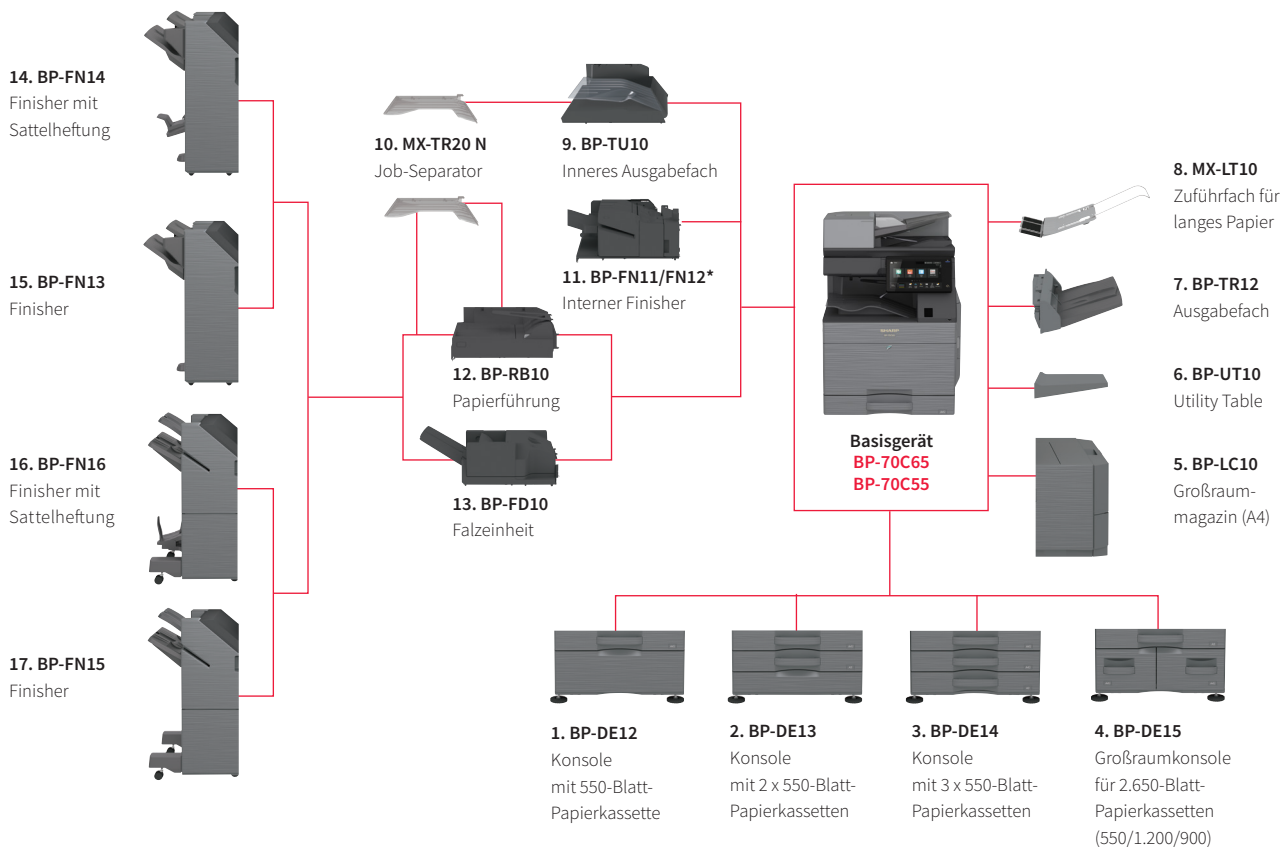 14. BP-FN14
Finisher mit
Sattelheftung
15. BP-FN13
Finisher
16. BP-FN16
Finisher mit
Sattelheftung
17. BP-FN15
Finisher
10. MX-TR20 N
Job-Separator
9. BP-TU10
Inneres Ausgabefach
11. BP-FN11/FN12*
Interner Finisher
12. BP-RB10
Papierführung
13. BP-FD10
Falzeinheit
Basisgerät
BP-70C65
BP-70C55
8. MX-LT10
Zuführfach für
langes Papier
7. BP-TR12
Ausgabefach
6. BP-UT10
Utility Table
5. BP-LC10
Großraum-
magazin (A4)
1. BP-DE12
Konsole
mit 550-Blatt-
Papierkassette
2. BP-DE13
Konsole
mit 2 x 550-Blatt-
Papierkassetten
3. BP-DE14
Konsole
mit 3 x 550-Blatt-
Papierkassetten
4. BP-DE15
Großraumkonsole
für 2.650-Blatt-
Papierkassetten
(550/1.200/900)